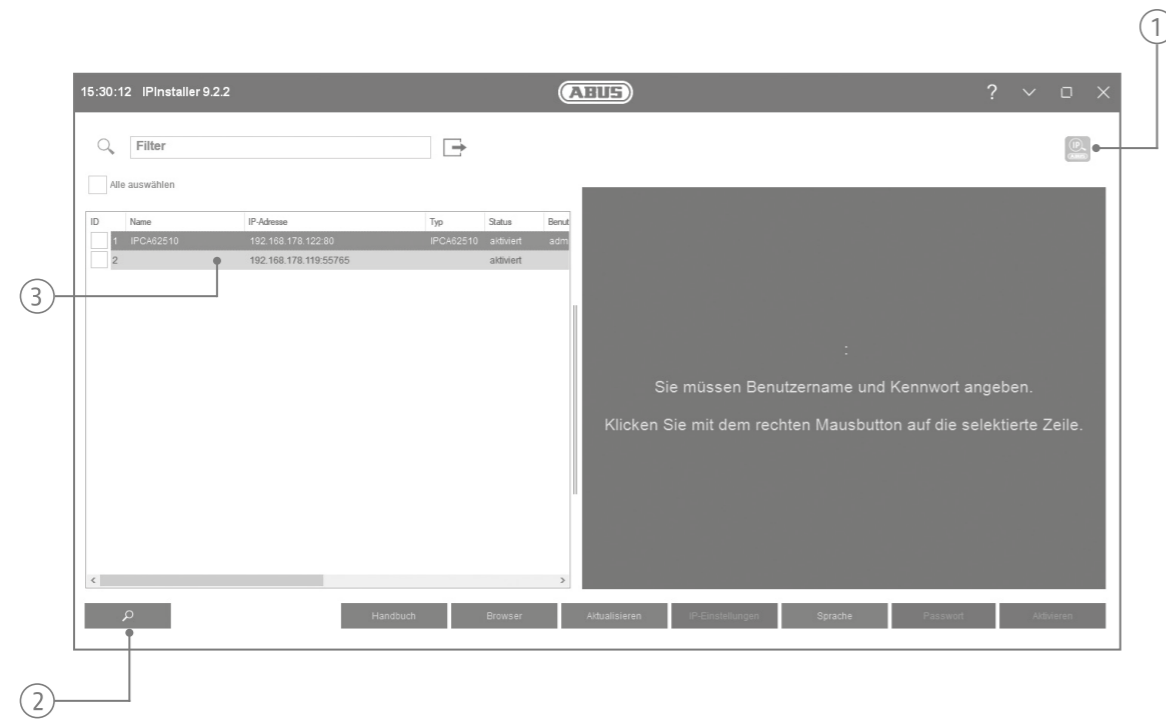 1
15:30:12 IPInstaller 9.2.2 ABUS ?
Filter
IP
Alle auswählen
ID Name IP-Adresse Typ Status Benut
1 IPCA62510 192.168.178.122:80 IPCA62510 aktiviert adm
2 192.168.178.119:55765 aktiviert
3
:
Sie müssen Benutzername und Kennwort angeben.
Klicken Sie mit dem rechten Mausbutton auf die selektierte Zeile.
Handbuch Browser Aktualisieren IP-Einstellungen Sprache Passwort Aktivieren
2